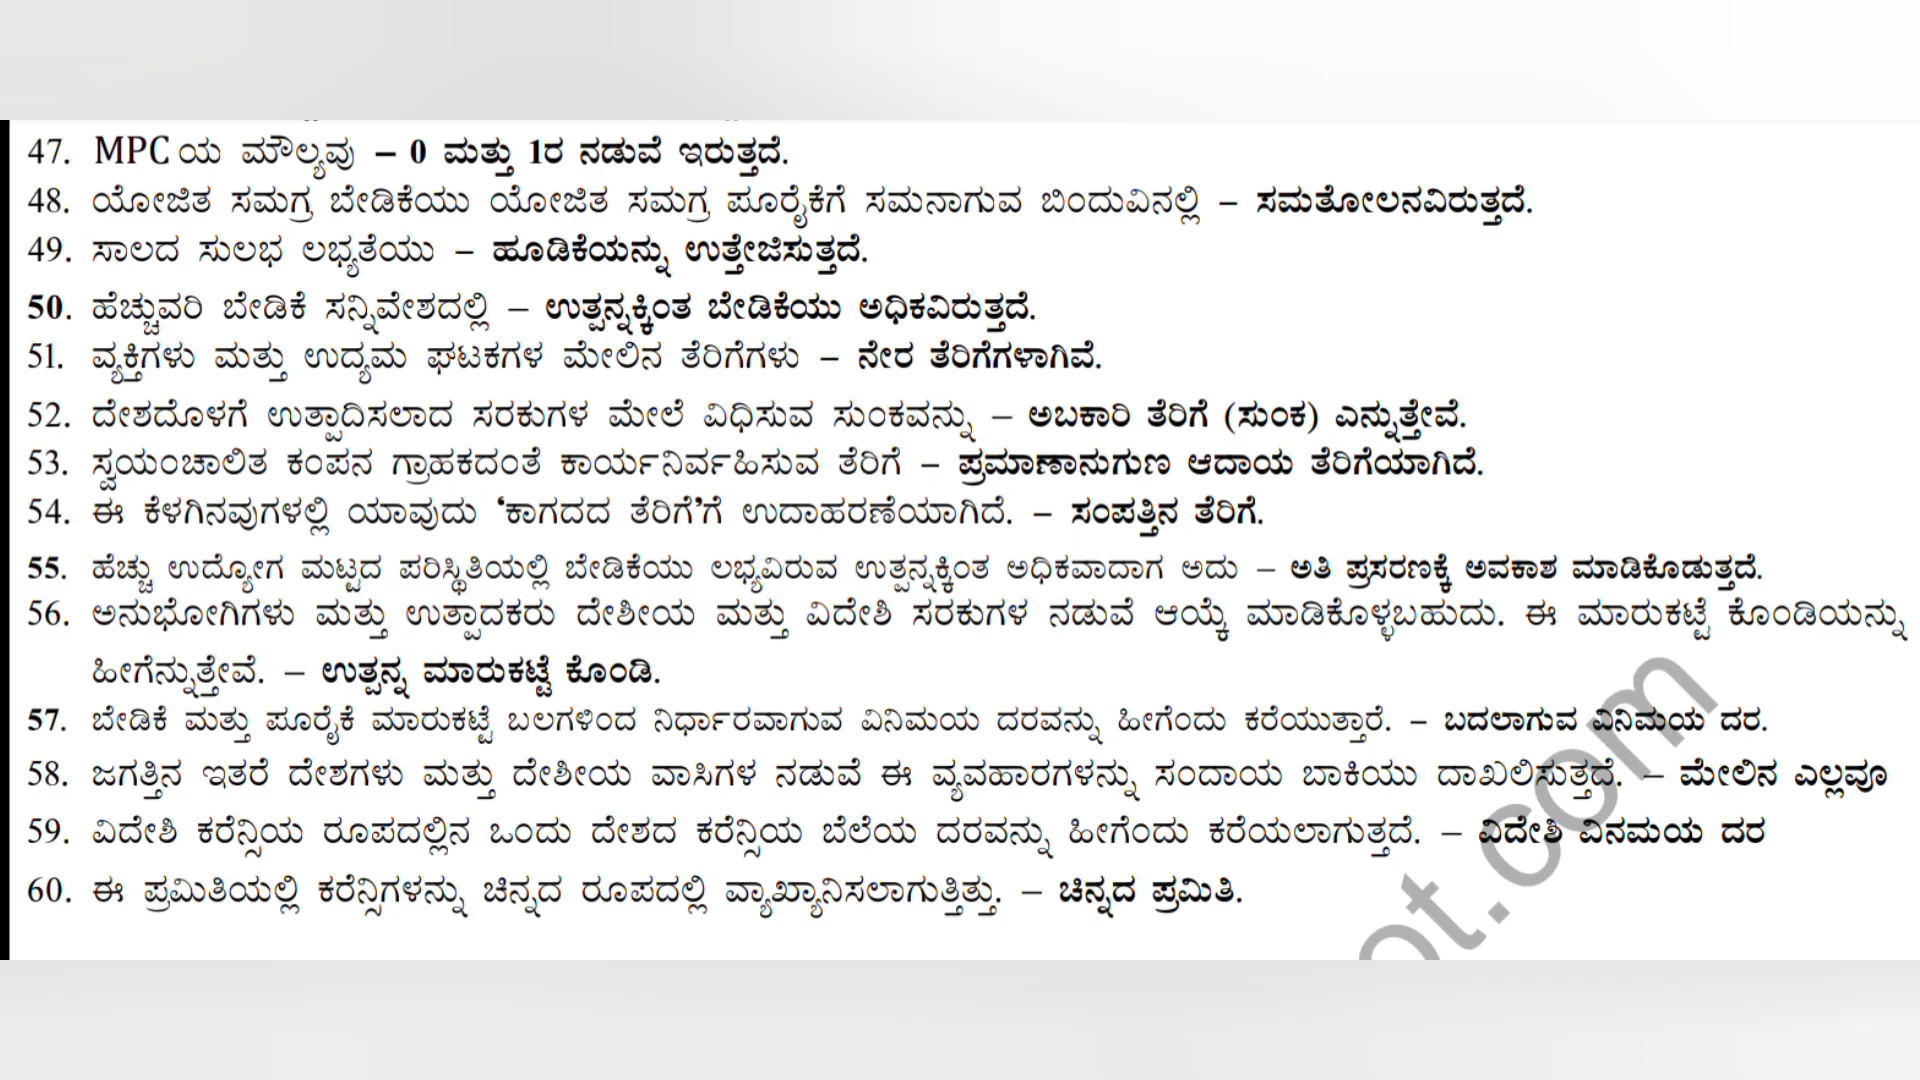 47. MPCಯ ಮೌಲ್ಯವು – 0 ಮತ್ತು 1ರ ನಡುವೆ ಇರುತ್ತದೆ.
48. ಯೋಜಿತ ಸಮಗ್ರ ಬೇಡಿಕೆಯು ಯೋಜಿತ ಸಮಗ್ರ ಪೂರೈಕೆಗೆ ಸಮನಾಗುವ ಬಿಂದುವಿನಲ್ಲಿ – ಸಮತೋಲನವಿರುತ್ತದೆ.
49. ಸಾಲದ ಸುಲಭ ಲಭ್ಯತೆಯು – ಹೂಡಿಕೆಯನ್ನು ಉತ್ತೇಜಿಸುತ್ತದೆ.
50. ಹೆಚ್ಚುವರಿ ಬೇಡಿಕೆ ಸನ್ನಿವೇಶದಲ್ಲಿ – ಉತ್ಪನ್ನಕ್ಕಿಂತ ಬೇಡಿಕೆಯು ಅಧಿಕವಿರುತ್ತದೆ.
51. ವ್ಯಕ್ತಿಗಳು ಮತ್ತು ಉದ್ಯಮ ಘಟಕಗಳ ಮೇಲಿನ ತೆರಿಗೆಗಳು – ನೇರ ತೆರಿಗೆಗಳಾಗಿವೆ.
52. ದೇಶದೊಳಗೆ ಉತ್ಪಾದಿಸಲಾದ ಸರಕುಗಳ ಮೇಲೆ ವಿಧಿಸುವ ಸುಂಕವನ್ನು – ಅಬಕಾರಿ ತೆರಿಗೆ (ಸುಂಕ) ಎನ್ನುತ್ತೇವೆ.
53. ಸ್ವಯಂಚಾಲಿತ ಕಂಪನ ಗ್ರಾಹಕದಂತೆ ಕಾರ್ಯನಿರ್ವಹಿಸುವ ತೆರಿಗೆ – ಪ್ರಮಾಣಾನುಗುಣ ಆದಾಯ ತೆರಿಗೆಯಾಗಿದೆ.
54. ಈ ಕೆಳಗಿನವುಗಳಲ್ಲಿ ಯಾವುದು ‘ಕಾಗದದ ತೆರಿಗೆ’ಗೆ ಉದಾಹರಣೆಯಾಗಿದೆ. – ಸಂಪತ್ತಿನ ತೆರಿಗೆ.
55. ಹೆಚ್ಚು ಉದ್ಯೋಗ ಮಟ್ಟದ ಪರಿಸ್ಥಿತಿಯಲ್ಲಿ ಬೇಡಿಕೆಯು ಲಭ್ಯವಿರುವ ಉತ್ಪನ್ನಕ್ಕಿಂತ ಅಧಿಕವಾದಾಗ ಅದು – ಅತಿ ಪ್ರಸರಣಕ್ಕೆ ಅವಕಾಶ ಮಾಡಿಕೊಡುತ್ತದೆ.
56. ಅನುಭೋಗಿಗಳು ಮತ್ತು ಉತ್ಪಾದಕರು ದೇಶೀಯ ಮತ್ತು ವಿದೇಶಿ ಸರಕುಗಳ ನಡುವೆ ಆಯ್ಕೆ ಮಾಡಿಕೊಳ್ಳಬಹುದು. ಈ ಮಾರುಕಟ್ಟೆ ಕೊಂಡಿಯನ್ನು
ಹೀಗೆನ್ನುತ್ತೇವೆ. – ಉತ್ಪನ್ನ ಮಾರುಕಟ್ಟೆ ಕೊಂಡಿ.
57. ಬೇಡಿಕೆ ಮತ್ತು ಪೂರೈಕೆ ಮಾರುಕಟ್ಟೆ ಬಲಗಳಿಂದ ನಿರ್ಧಾರವಾಗುವ ವಿನಿಮಯ ದರವನ್ನು ಹೀಗೆಂದು ಕರೆಯುತ್ತಾರೆ. – ಬದಲಾಗುವ ವಿನಿಮಯ ದರ.
58. ಜಗತ್ತಿನ ಇತರೆ ದೇಶಗಳು ಮತ್ತು ದೇಶೀಯ ವಾಸಿಗಳ ನಡುವೆ ಈ ವ್ಯವಹಾರಗಳನ್ನು ಸಂದಾಯ ಬಾಕಿಯು ದಾಖಲಿಸುತ್ತದೆ. – ಮೇಲಿನ ಎಲ್ಲವೂ
59. ವಿದೇಶಿ ಕರೆನ್ಸಿಯ ರೂಪದಲ್ಲಿನ ಒಂದು ದೇಶದ ಕರೆನ್ಸಿಯ ಬೆಲೆಯ ದರವನ್ನು ಹೀಗೆಂದು ಕರೆಯಲಾಗುತ್ತದೆ. – ವಿದೇಶಿ ವಿನಮಯ ದರ
60. ಈ ಪ್ರಮಿತಿಯಲ್ಲಿ ಕರೆನ್ಸಿಗಳನ್ನು ಚಿನ್ನದ ರೂಪದಲ್ಲಿ ವ್ಯಾಖ್ಯಾನಿಸಲಾಗುತ್ತಿತ್ತು. – ಚಿನ್ನದ ಪ್ರಮಿತಿ.
ot.com